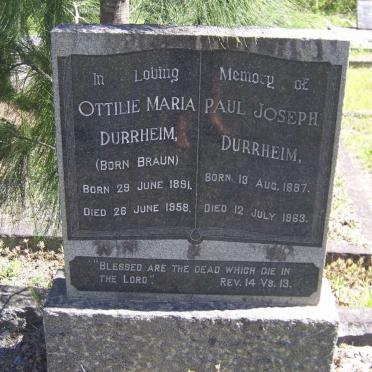 In Loving Memory of
OTTILIE MARIA
DURRHEIM,
(BORN BRAUN)
BORN 29 JUNE 1891.
DIED 26 JUNE 1958.
PAUL JOSEPH
DURRHEIM,
BORN 13 AUG. 1887.
DIED 12 JULY 1963.
"BLESSED ARE THE DEAD WHICH DIE IN
THE LORD". REV. 14 VS. 13.